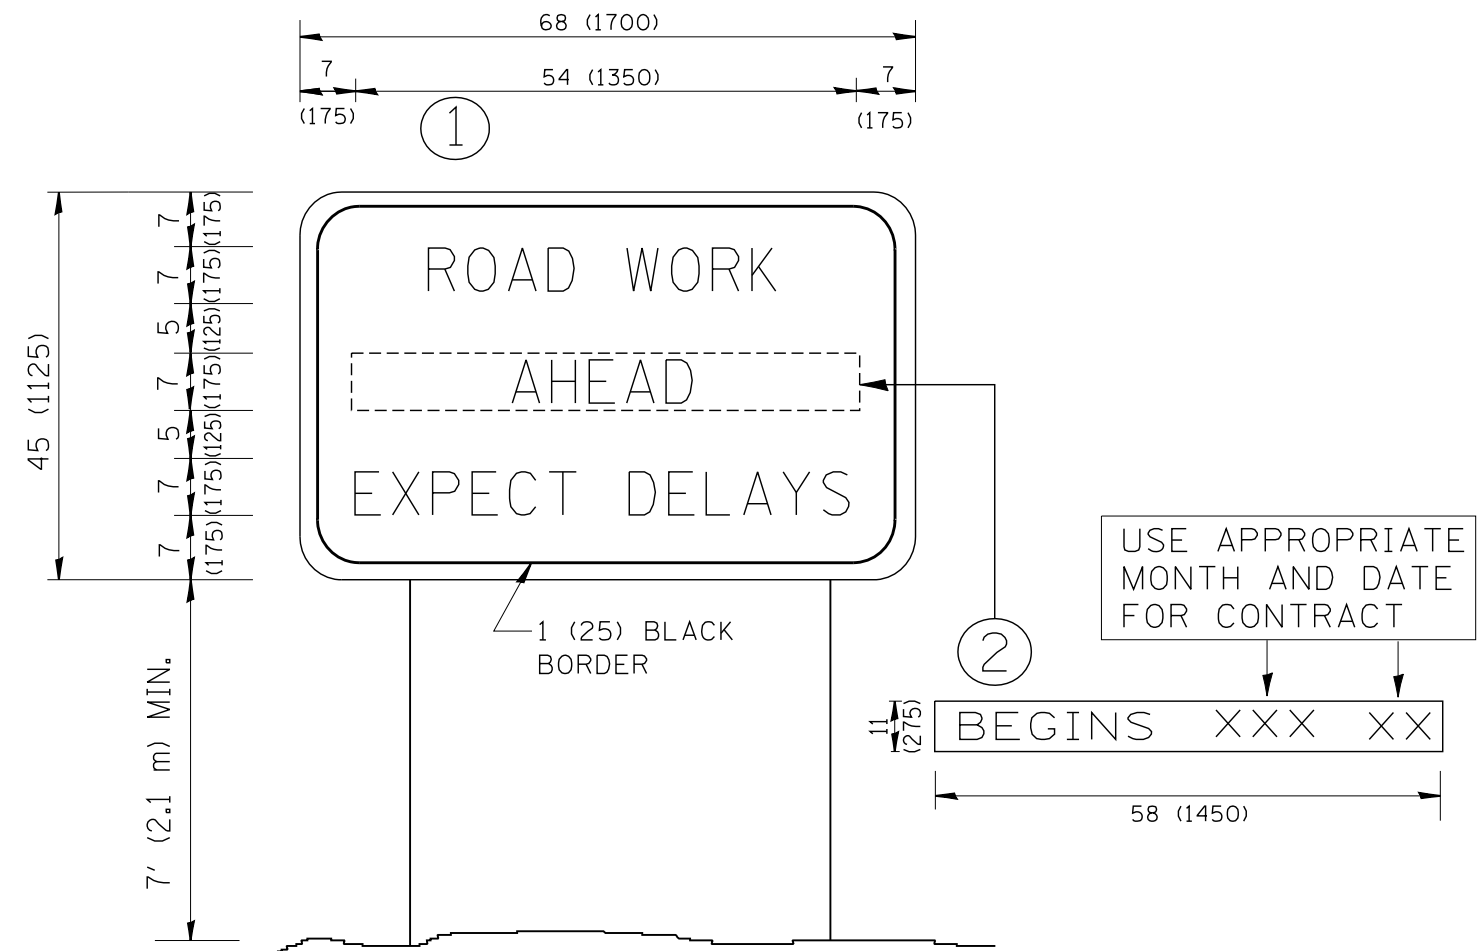 68 (1700)
7
54 (1350)
7
(175)
(175)
1
7 (175)
7 (175)
5 (125)
7 (175)
5 (125)
7 (175)
7 (175)
45 (1125)
ROAD WORK
AHEAD
EXPECT DELAYS
1 (25) BLACK
BORDER
7' (2.1 m) MIN.
USE APPROPRIATE
MONTH AND DATE
FOR CONTRACT
2
11
(275)
BEGINS XXX XX
58 (1450)